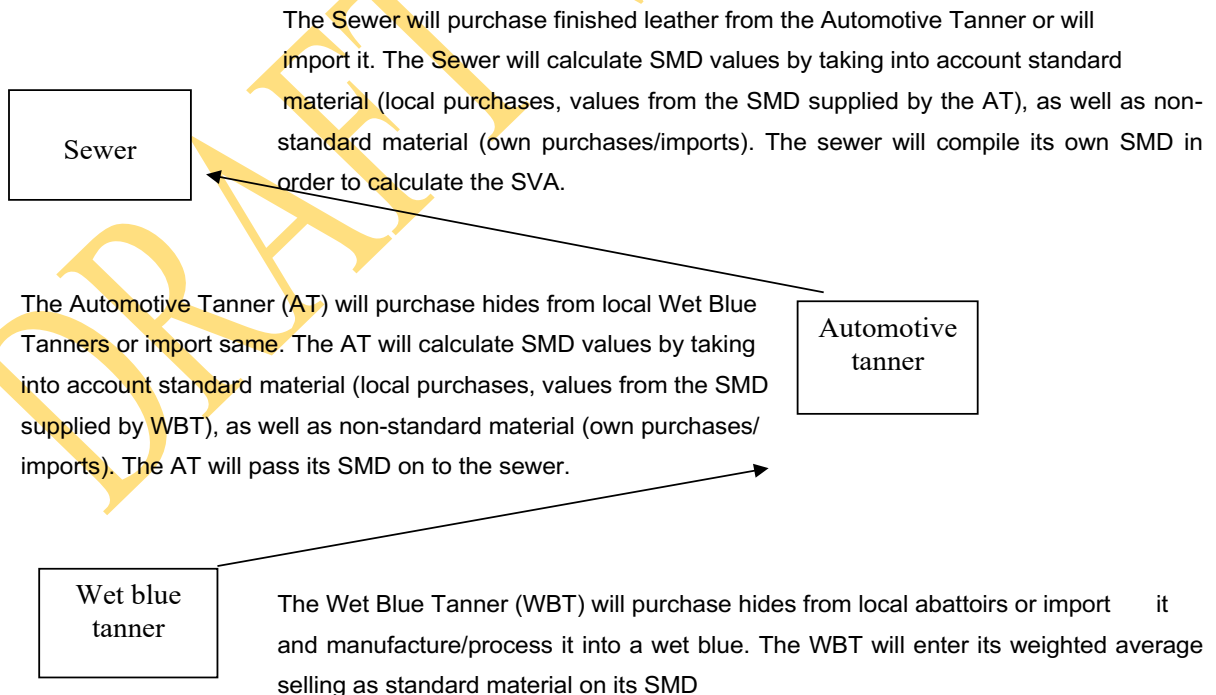 The Sewer will purchase finished leather from the Automotive Tanner or will
import it. The Sewer will calculate SMD values by taking into account standard
material (local purchases, values from the SMD supplied by the AT), as well as non-
standard material (own purchases/imports). The sewer will compile its own SMD in
order to calculate the SVA.
Sewer
The Automotive Tanner (AT) will purchase hides from local Wet Blue
Tanners or import same. The AT will calculate SMD values by taking
into account standard material (local purchases, values from the SMD
supplied by WBT), as well as non-standard material (own purchases/
imports). The AT will pass its SMD on to the sewer.
Automotive
tanner
Wet blue
tanner
The Wet Blue Tanner (WBT) will purchase hides from local abattoirs or import it
and manufacture/process it into a wet blue. The WBT will enter its weighted average
selling as standard material on its SMD
DRAFT